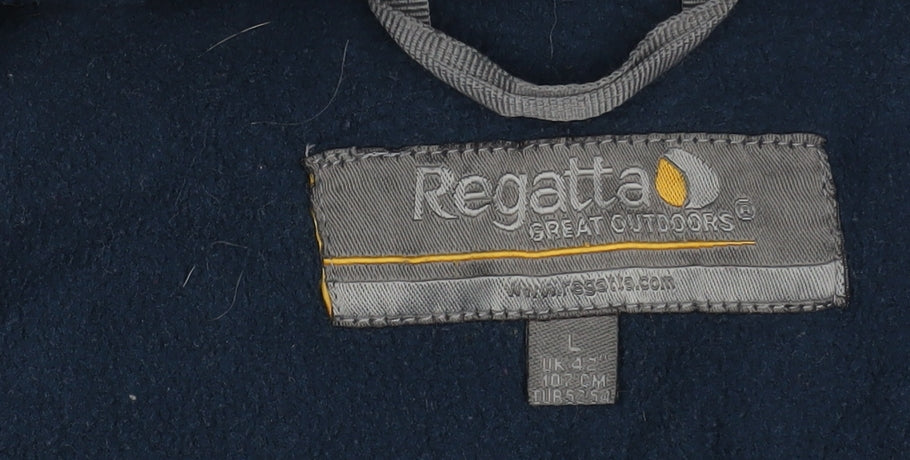 Regatta®
GREAT OUTDOORS
www.regatta.com
L
UK 42"
107 CM